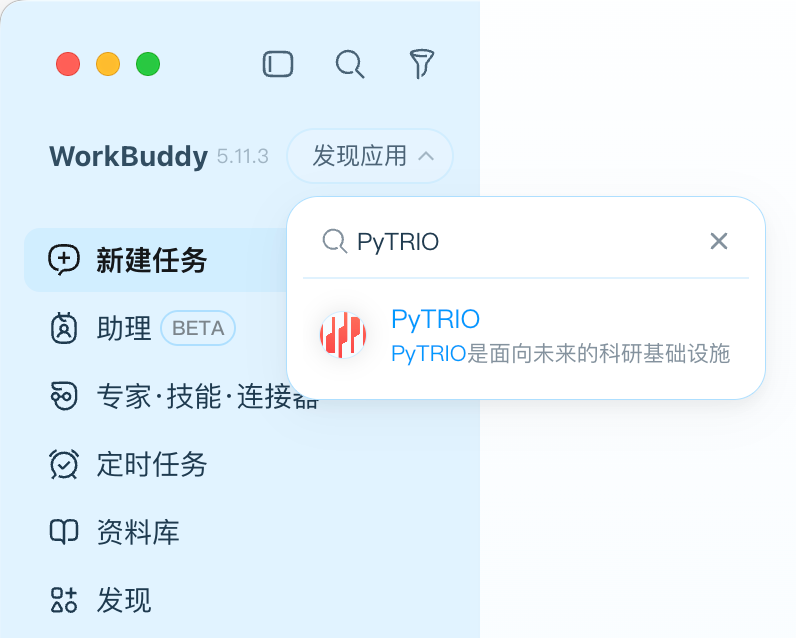 WorkBuddy 5.11.3 发现应用
PyTRIO
PyTRIO
PyTRIO是面向未来的科研基础设施
新建任务
助理 BETA
专家·技能·连接器
定时任务
资料库
发现